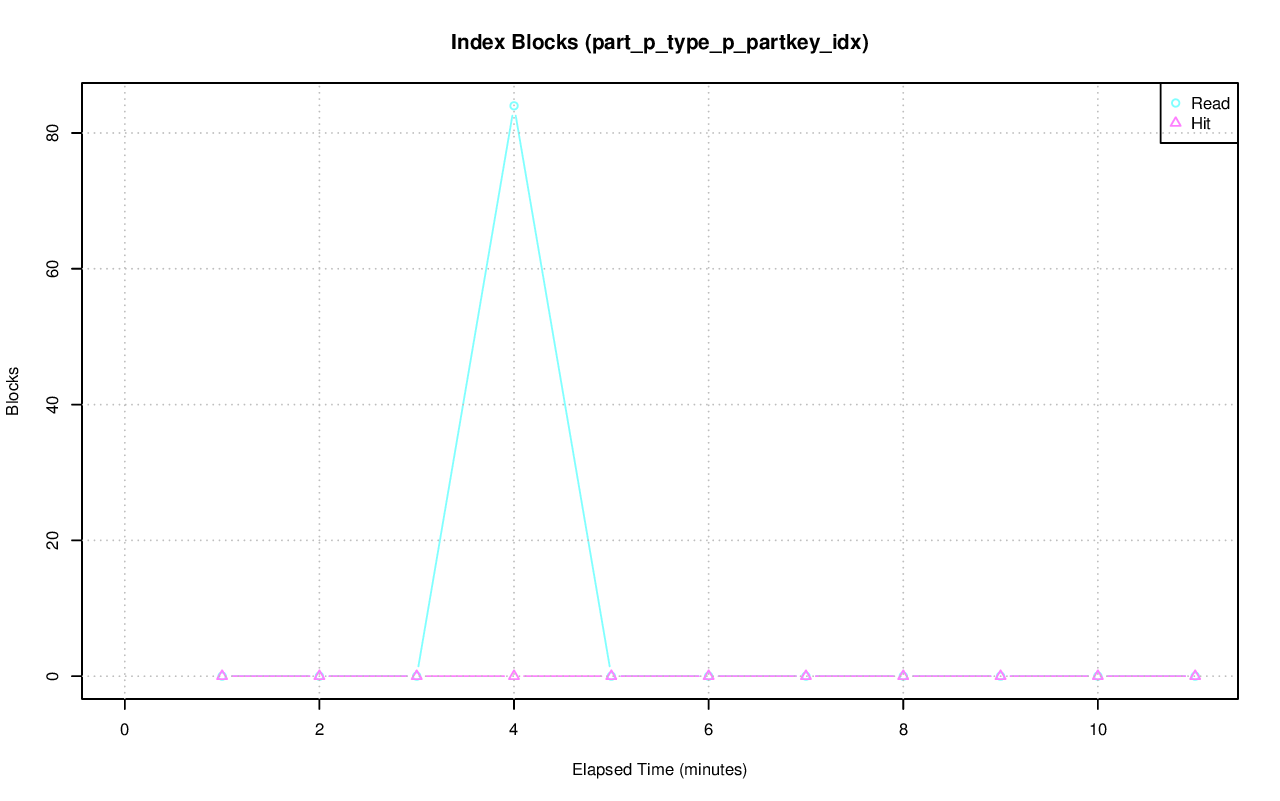 Index Blocks (part_p_type_p_partkey_idx)
Read
Hit
Blocks
80
60
40
20
0
0 2 4 6 8 10
Elapsed Time (minutes)